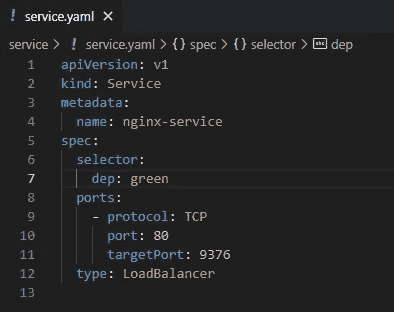 ! service.yaml X
service > ! service.yaml > {} spec > {} selector > abc dep
1 apiVersion: v1
2 kind: Service
3 metadata:
4   name: nginx-service
5 spec:
6   selector:
7     dep: green
8   ports:
9     - protocol: TCP
10       port: 80
11       targetPort: 9376
12   type: LoadBalancer
13